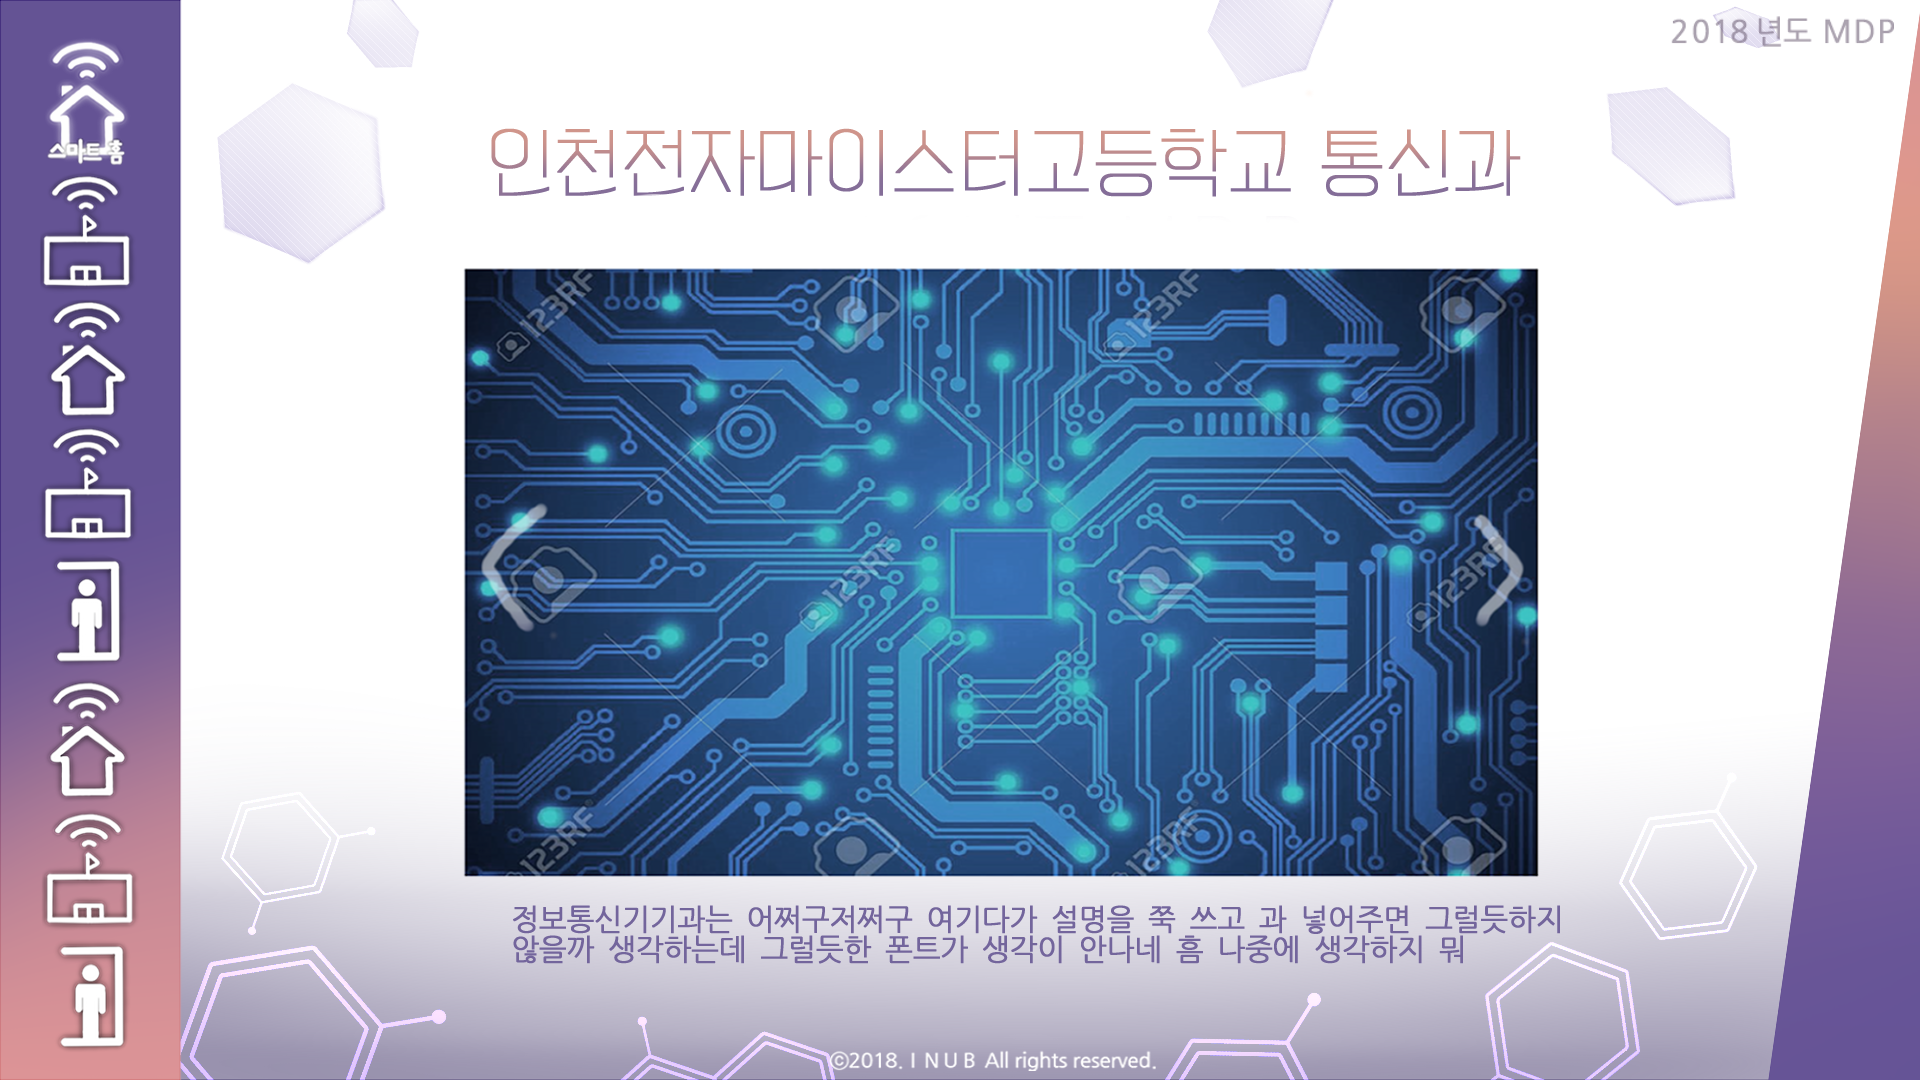 2018년도 MDP
스마트 홈
인천전자마이스터고등학교 통신과
123RF
123RF
123RF
123RF
123RF
123RF
정보통신기기과는 어쩌구저쩌구 여기다가 설명을 쭉 쓰고 과 넣어주면 그럴듯하지
않을까 생각하는데 그럴듯한 폰트가 생각이 안나네 흠 나중에 생각하지 뭐
©2018. I N U B All rights reserved.